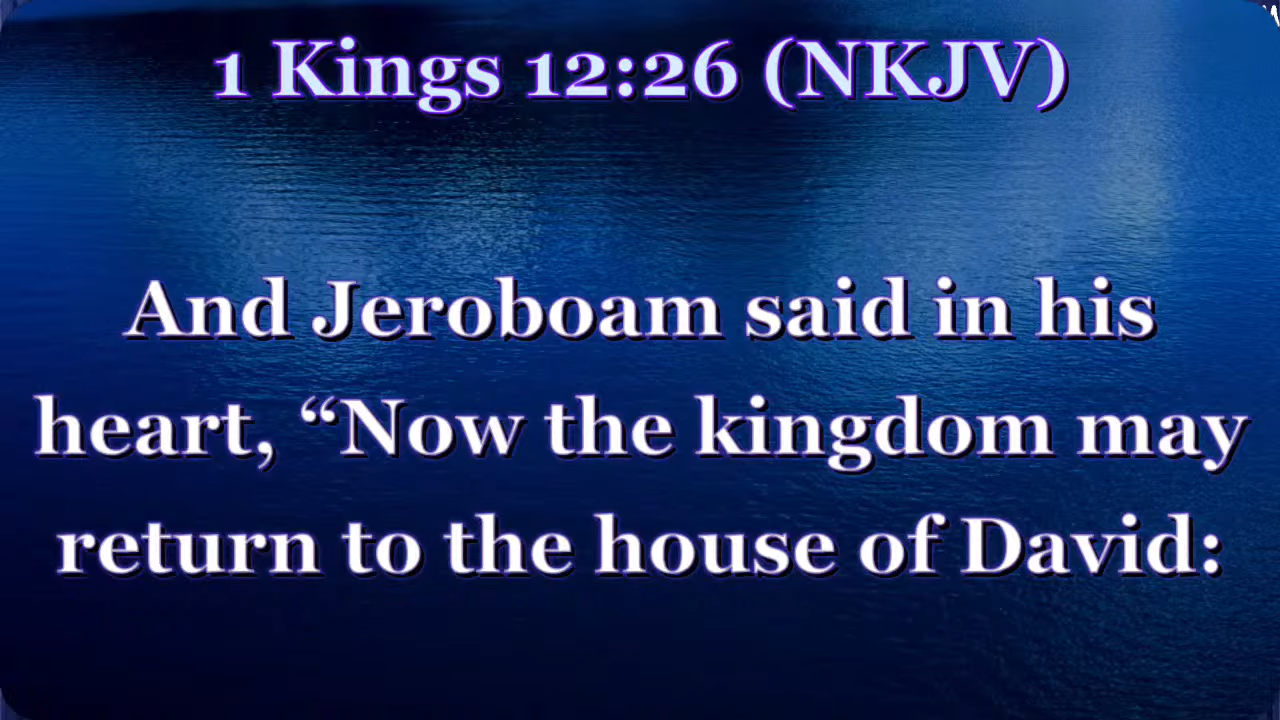 1 Kings 12:26 (NKJV)
And Jeroboam said in his
heart, “Now the kingdom may
return to the house of David: